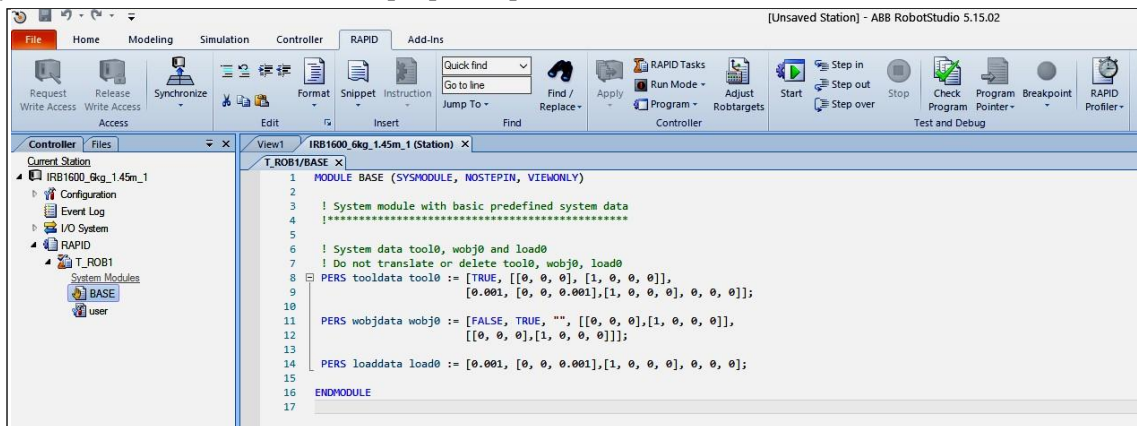 [Unsaved Station] - ABB RobotStudio 5.15.02
File Home Modeling Simulation Controller RAPID Add-Ins
Request Write Access
Release Write Access
Synchronize
Access
Format
Edit
Snippet
Instruction
Insert
Quick find
Go to line
Jump To
Find / Replace
Find
Apply
RAPID Tasks
Run Mode
Program
Adjust Robtargets
Controller
Start
Step in
Step out
Step over
Stop
Check Program
Program Pointer
Breakpoint
RAPID Profiler
Test and Debug
Controller Files
Current Station
IRB1600_6kg_1.45m_1
Configuration
Event Log
I/O System
RAPID
T_ROB1
System Modules
BASE
user
View1 IRB1600_6kg_1.45m_1 (Station) X
T_ROB1/BASE X
1 MODULE BASE (SYSMODULE, NOSTEPIN, VIEWONLY)
2
3 ! System module with basic predefined system data
4 !************************************************
5
6 ! System data tool0, wobj0 and load0
7 ! Do not translate or delete tool0, wobj0, load0
8 PERS tooldata tool0 := [TRUE, [[0, 0, 0], [1, 0, 0, 0]],
9 [0.001, [0, 0, 0.001],[1, 0, 0, 0], 0, 0, 0]];
10
11 PERS wobjdata wobj0 := [FALSE, TRUE, "", [[0, 0, 0],[1, 0, 0, 0]],
12 [[0, 0, 0],[1, 0, 0, 0]]];
13
14 PERS loaddata load0 := [0.001, [0, 0, 0.001],[1, 0, 0, 0], 0, 0, 0];
15
16 ENDMODULE
17